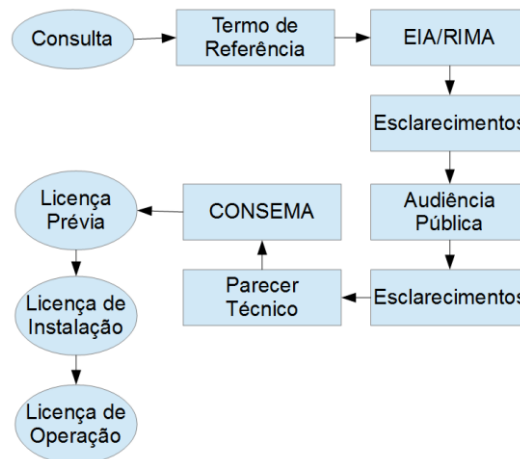 Consulta
Termo de
Referência
EIA/RIMA
Esclarecimentos
Audiência
Pública
Esclarecimentos
Parecer
Técnico
CONSEMA
Licença
Prévia
Licença de
Instalação
Licença de
Operação